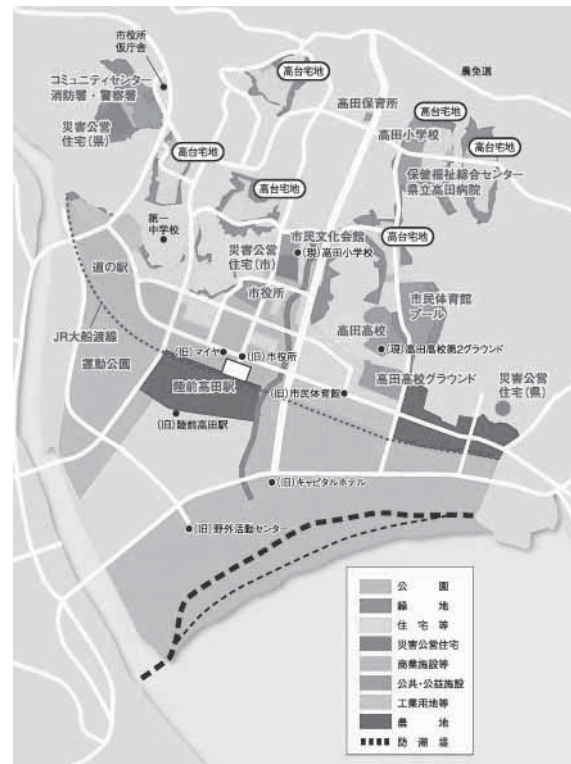 市役所
仮庁舎
コミュニティセンター
消防署・警察署
災害公営
住宅(県)
高台宅地
農免道
高田保育所
高台宅地
高田小学校
高台宅地
高台宅地
保健福祉総合センター
県立高田病院
高台宅地
第一
中学校
災害公営
住宅(市)
市民文化会館
(現)高田小学校
高台宅地
道の駅
市役所
市民体育館
プール
JR大船渡線
高田高校
(現)高田高校第2グラウンド
運動公園
(旧)マイヤ
(旧)市役所
陸前高田駅
高田高校グラウンド
災害公営
住宅(県)
(旧)市民体育館
(旧)陸前高田駅
(旧)キャピタルホテル
(旧)野外活動センター
公園
緑地
住宅等
災害公営住宅
商業施設等
公共・公益施設
工業用地等
農地
防潮堤